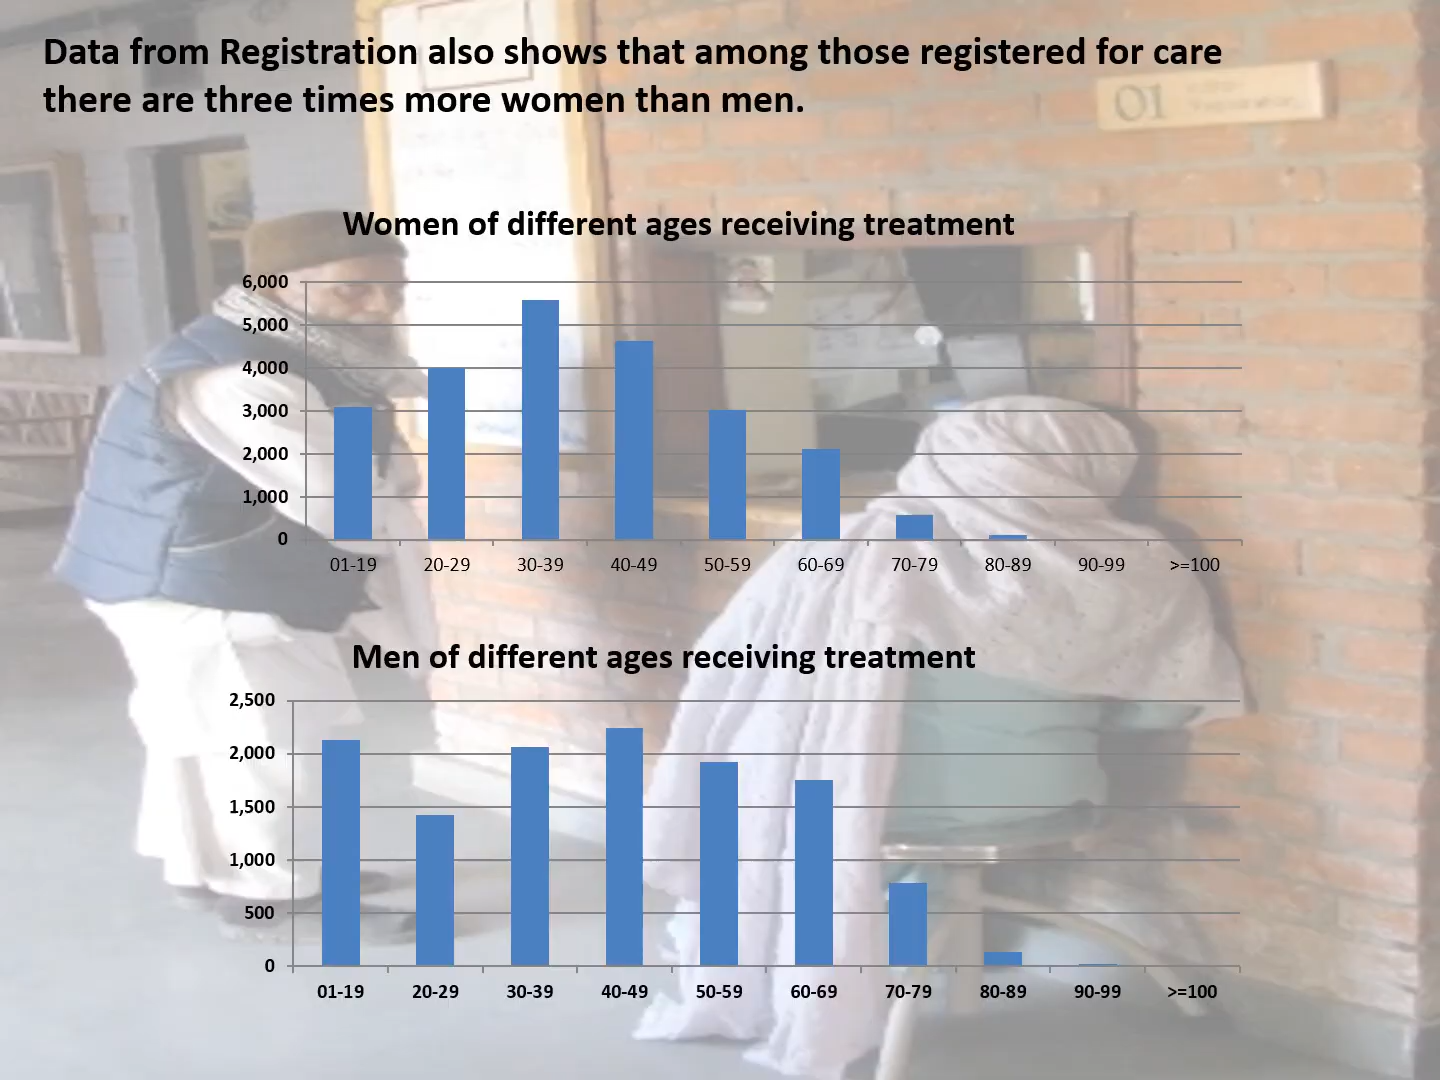 Data from Registration also shows that among those registered for care
there are three times more women than men.
01
Women of different ages receiving treatment
6,000
5,000
4,000
3,000
2,000
1,000
0
01-19 20-29 30-39 40-49 50-59 60-69 70-79 80-89 90-99 >=100
Men of different ages receiving treatment
2,500
2,000
1,500
1,000
500
0
01-19 20-29 30-39 40-49 50-59 60-69 70-79 80-89 90-99 >=100